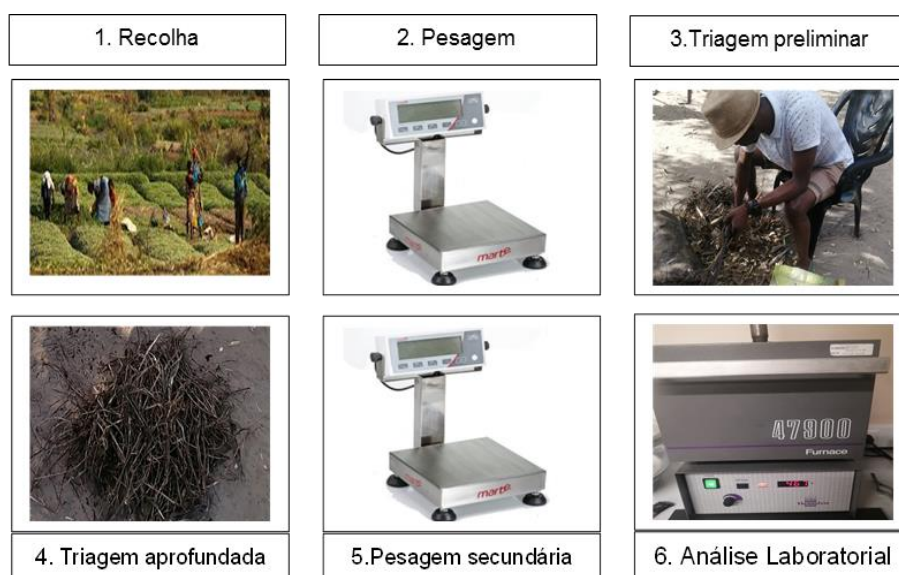 1. Recolha
2. Pesagem
3.Triagem preliminar
marte
47900
Furnace
marte
4. Triagem aprofundada
5.Pesagem secundária
6. Análise Laboratorial